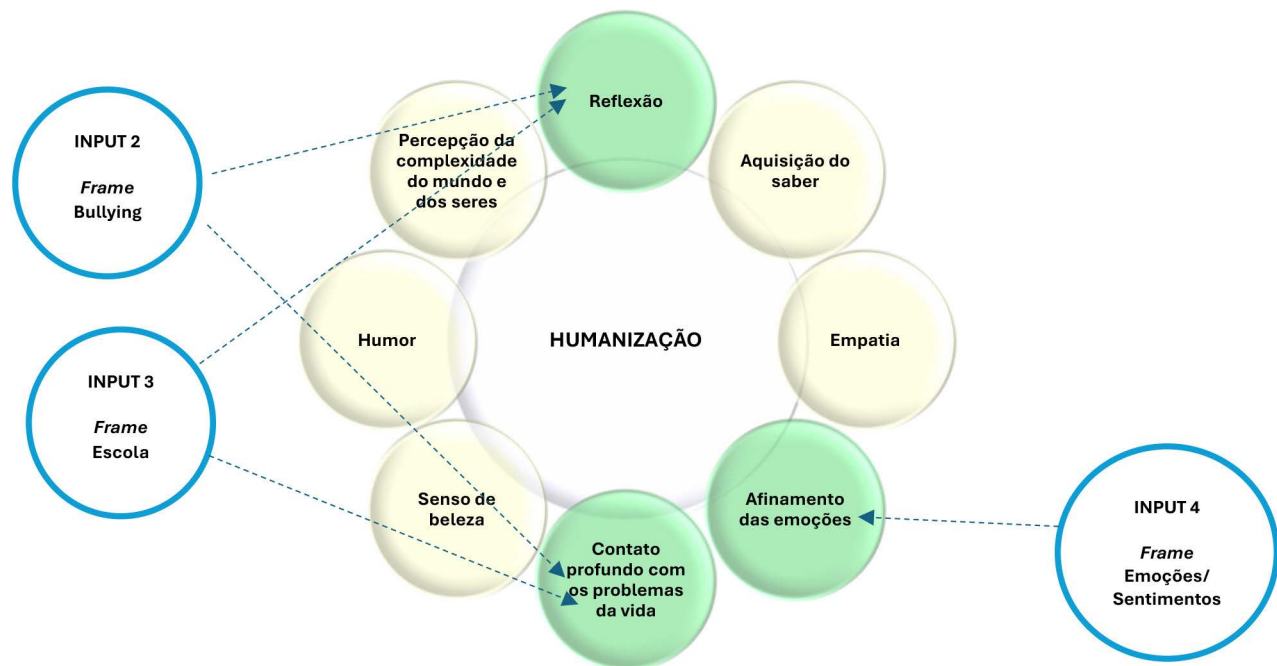 INPUT 2
Frame
Bullying
INPUT 3
Frame
Escola
Reflexão
Percepção da
complexidade
do mundo e
dos seres
Aquisição do
saber
Humor
HUMANIZAÇÃO
Empatia
Senso de
beleza
Contato
profundo com
os problemas
da vida
Afinamento
das emoções
INPUT 4
Frame
Emoções/
Sentimentos